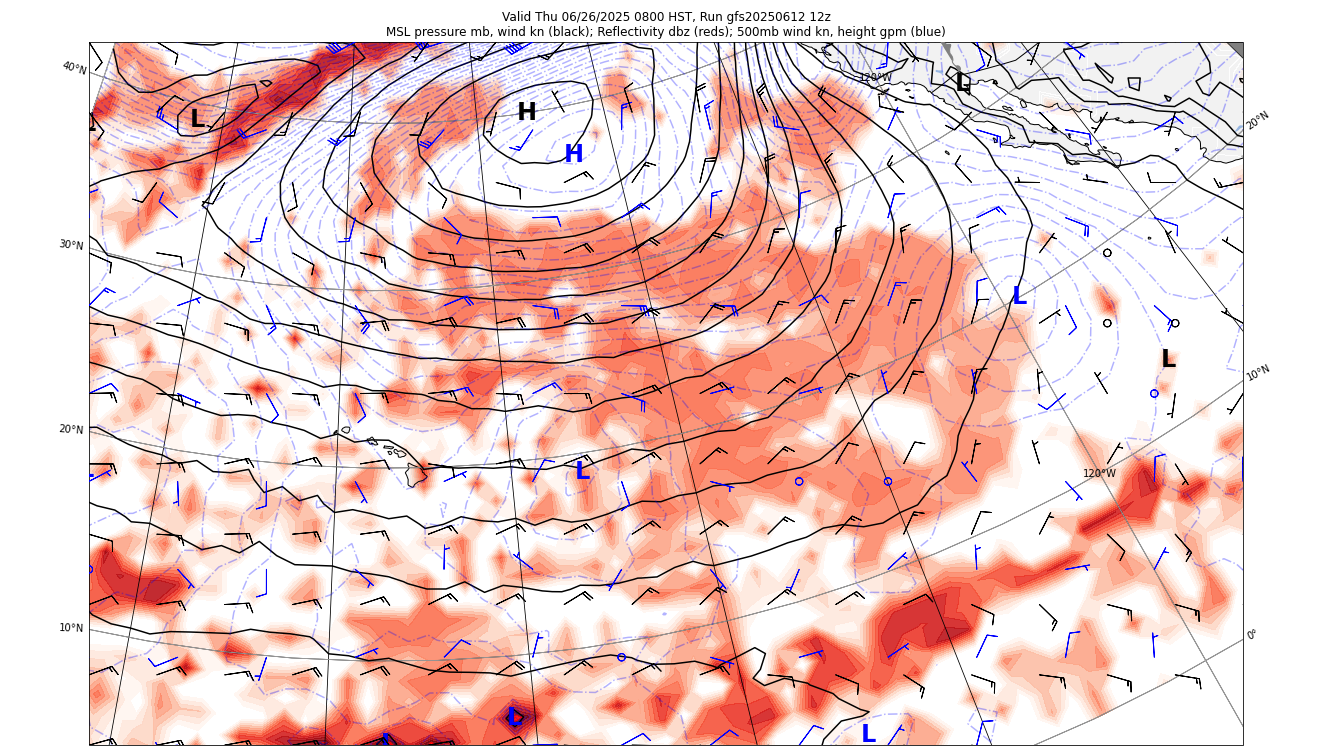 Valid Thu 06/26/2025 0800 HST, Run gfs20250612 12z
MSL pressure mb, wind kn (black); Reflectivity dbz (reds); 500mb wind kn, height gpm (blue)
40°N
120°W
L
L
H
L
20°N
H
30°N
L
L
10°N
20°N
L
120°W
10°N
0°
L
L
L